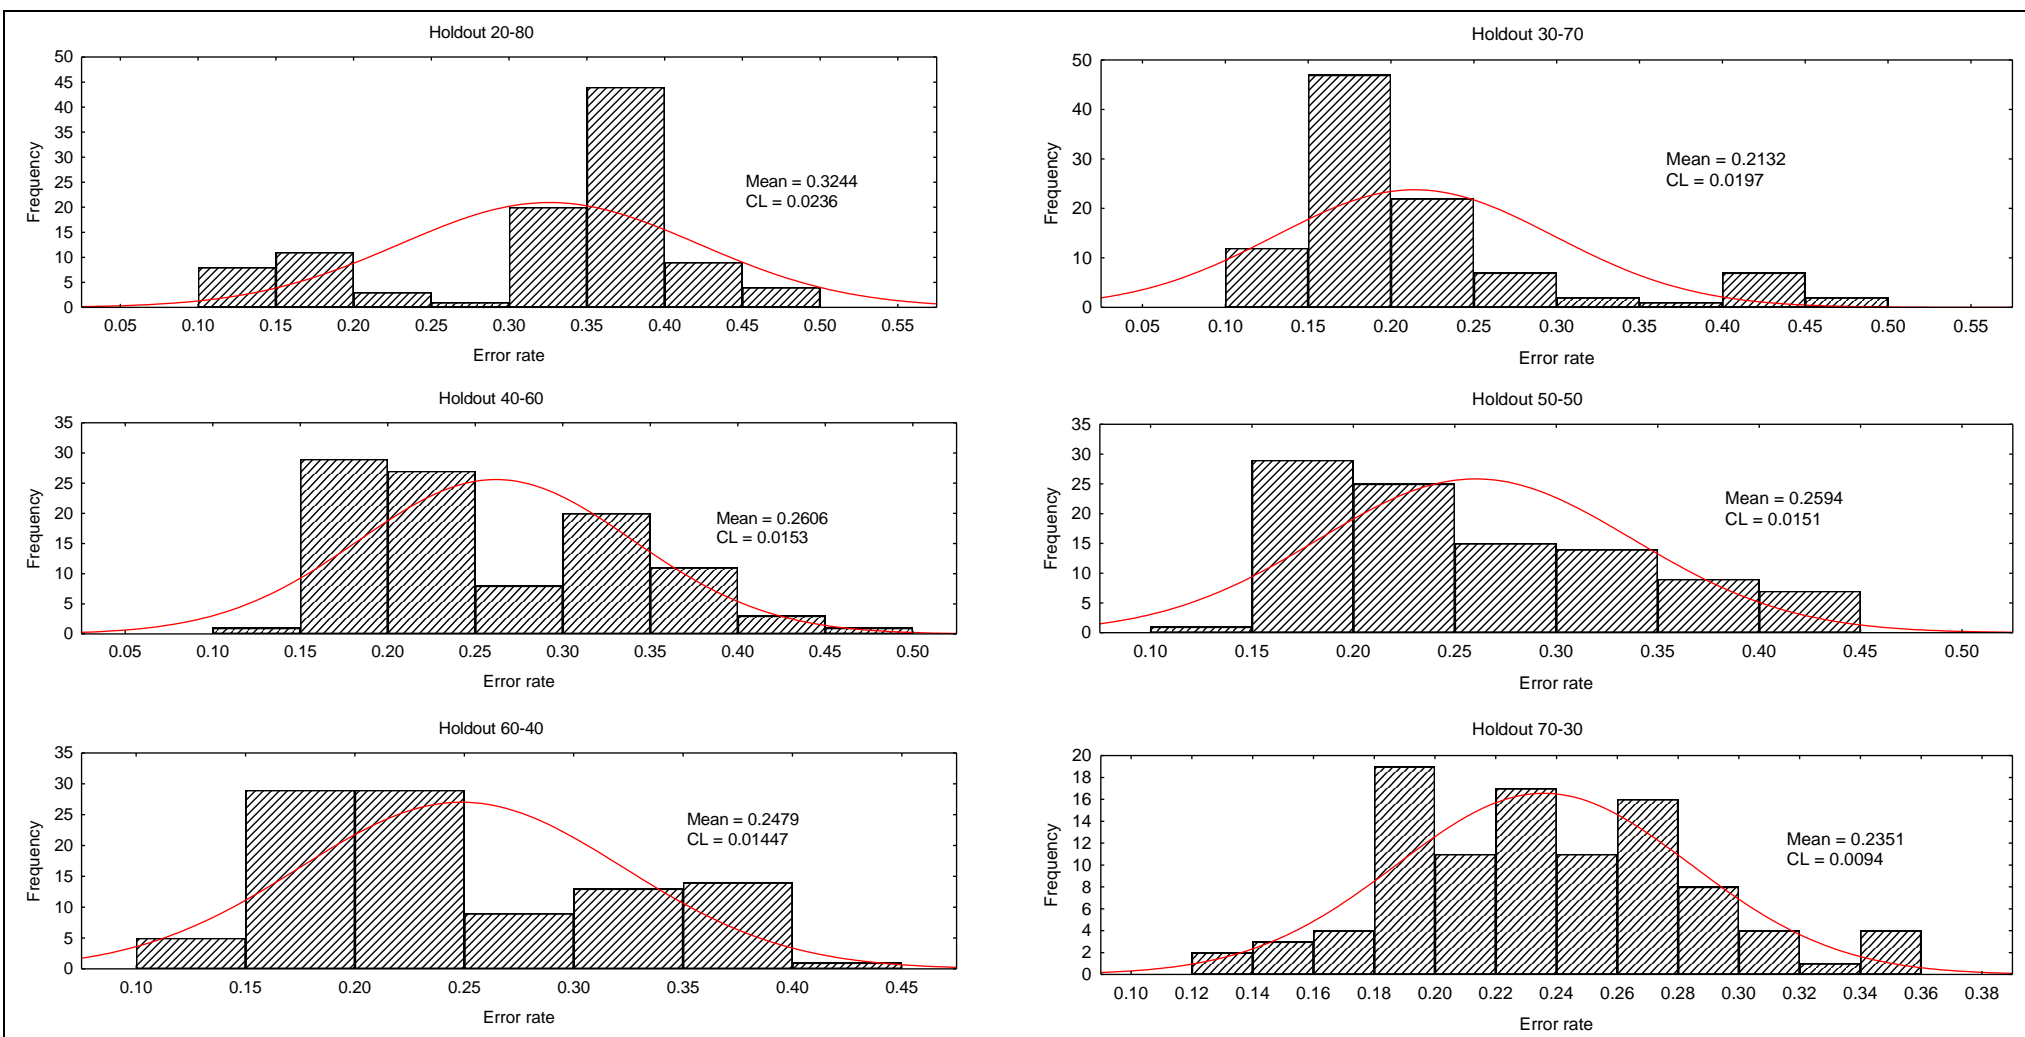 Holdout 20-80
50
45
40
35
30
25
20
15
10
5
0
Frequency
Mean = 0.3244
CL = 0.0236
0.05 0.10 0.15 0.20 0.25 0.30 0.35 0.40 0.45 0.50 0.55
Error rate
Holdout 30-70
50
40
30
20
10
0
Frequency
Mean = 0.2132
CL = 0.0197
0.05 0.10 0.15 0.20 0.25 0.30 0.35 0.40 0.45 0.50 0.55
Error rate
Holdout 40-60
35
30
25
20
15
10
5
0
Frequency
Mean = 0.2606
CL = 0.0153
0.05 0.10 0.15 0.20 0.25 0.30 0.35 0.40 0.45 0.50
Error rate
Holdout 50-50
35
30
25
20
15
10
5
0
Frequency
Mean = 0.2594
CL = 0.0151
0.10 0.15 0.20 0.25 0.30 0.35 0.40 0.45 0.50
Error rate
Holdout 60-40
35
30
25
20
15
10
5
0
Frequency
Mean = 0.2479
CL = 0.01447
0.10 0.15 0.20 0.25 0.30 0.35 0.40 0.45
Error rate
Holdout 70-30
20
18
16
14
12
10
8
6
4
2
0
Frequency
Mean = 0.2351
CL = 0.0094
0.10 0.12 0.14 0.16 0.18 0.20 0.22 0.24 0.26 0.28 0.30 0.32 0.34 0.36 0.38
Error rate